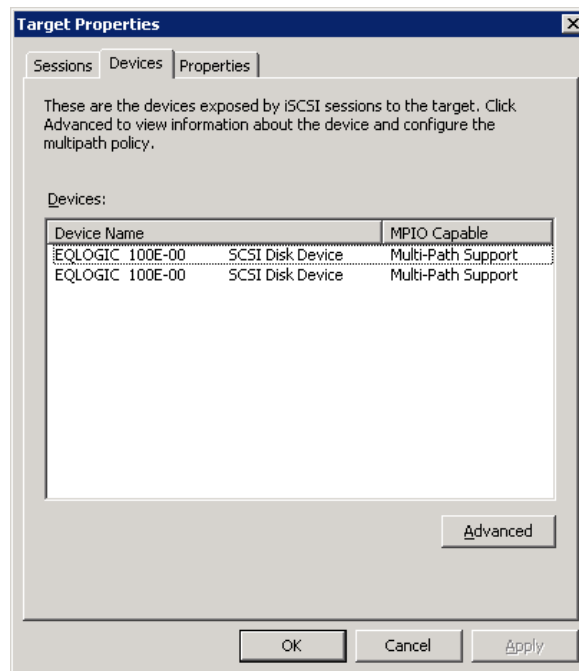 Target Properties
Sessions Devices Properties
These are the devices exposed by iSCSI sessions to the target. Click
Advanced to view information about the device and configure the
multipath policy.
Devices:
Device Name MPIO Capable
EQLOGIC 100E-00 SCSI Disk Device Multi-Path Support
EQLOGIC 100E-00 SCSI Disk Device Multi-Path Support
Advanced
OK Cancel Apply